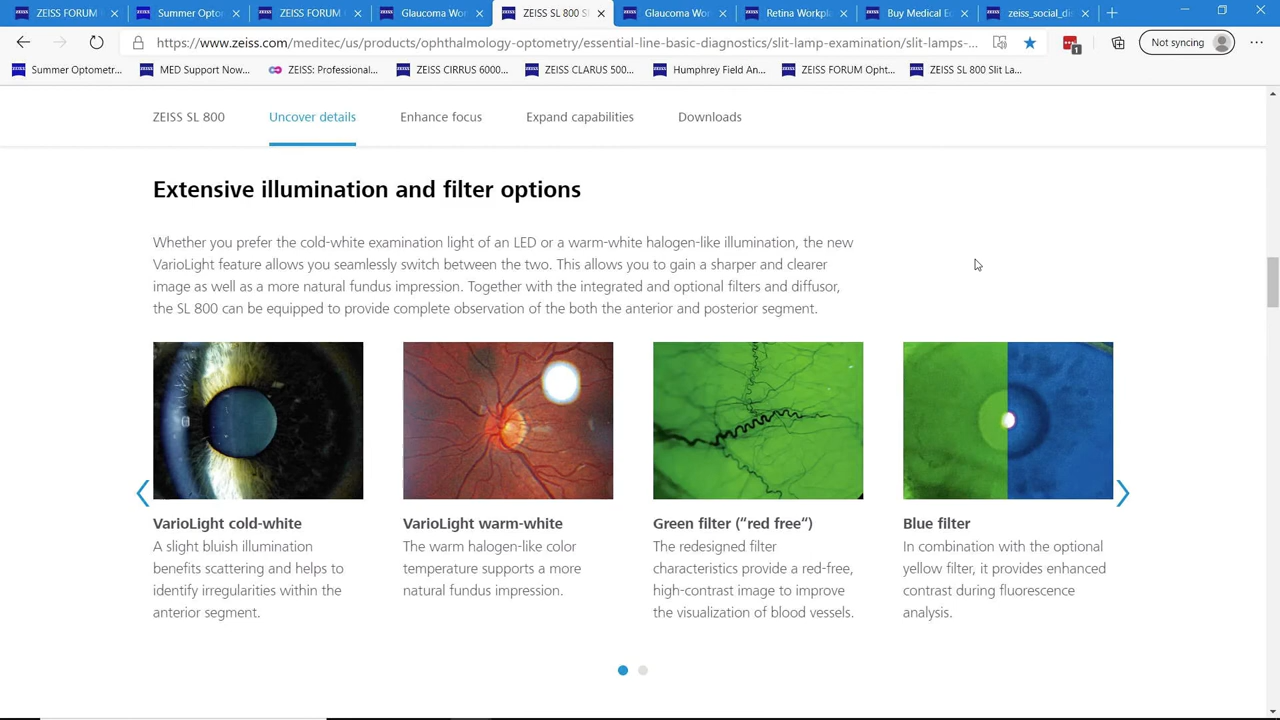 ZEISS FORUM
Summer Optom
ZEISS FORUM
Glaucoma Wor
ZEISS SL 800 S
Glaucoma Wor
Retina Workpla
Buy Medical Ec
zeiss_social_dis
https://www.zeiss.com/meditec/us/products/ophthalmology-optometry/essential-line-basic-diagnostics/slit-lamp-examination/slit-lamps-...
1
Not syncing
Summer Optometr...
MED Support Now...
ZEISS: Professional...
ZEISS CIRRUS 6000...
ZEISS CLARUS 500...
Humphrey Field An...
ZEISS FORUM Opht...
ZEISS SL 800 Slit La...
ZEISS SL 800
Uncover details
Enhance focus
Expand capabilities
Downloads
Extensive illumination and filter options
Whether you prefer the cold-white examination light of an LED or a warm-white halogen-like illumination, the new
VarioLight feature allows you seamlessly switch between the two. This allows you to gain a sharper and clearer
image as well as a more natural fundus impression. Together with the integrated and optional filters and diffusor,
the SL 800 can be equipped to provide complete observation of the both the anterior and posterior segment.
VarioLight cold-white
A slight bluish illumination
benefits scattering and helps to
identify irregularities within the
anterior segment.
VarioLight warm-white
The warm halogen-like color
temperature supports a more
natural fundus impression.
Green filter (“red free“)
The redesigned filter
characteristics provide a red-free,
high-contrast image to improve
the visualization of blood vessels.
Blue filter
In combination with the optional
yellow filter, it provides enhanced
contrast during fluorescence
analysis.